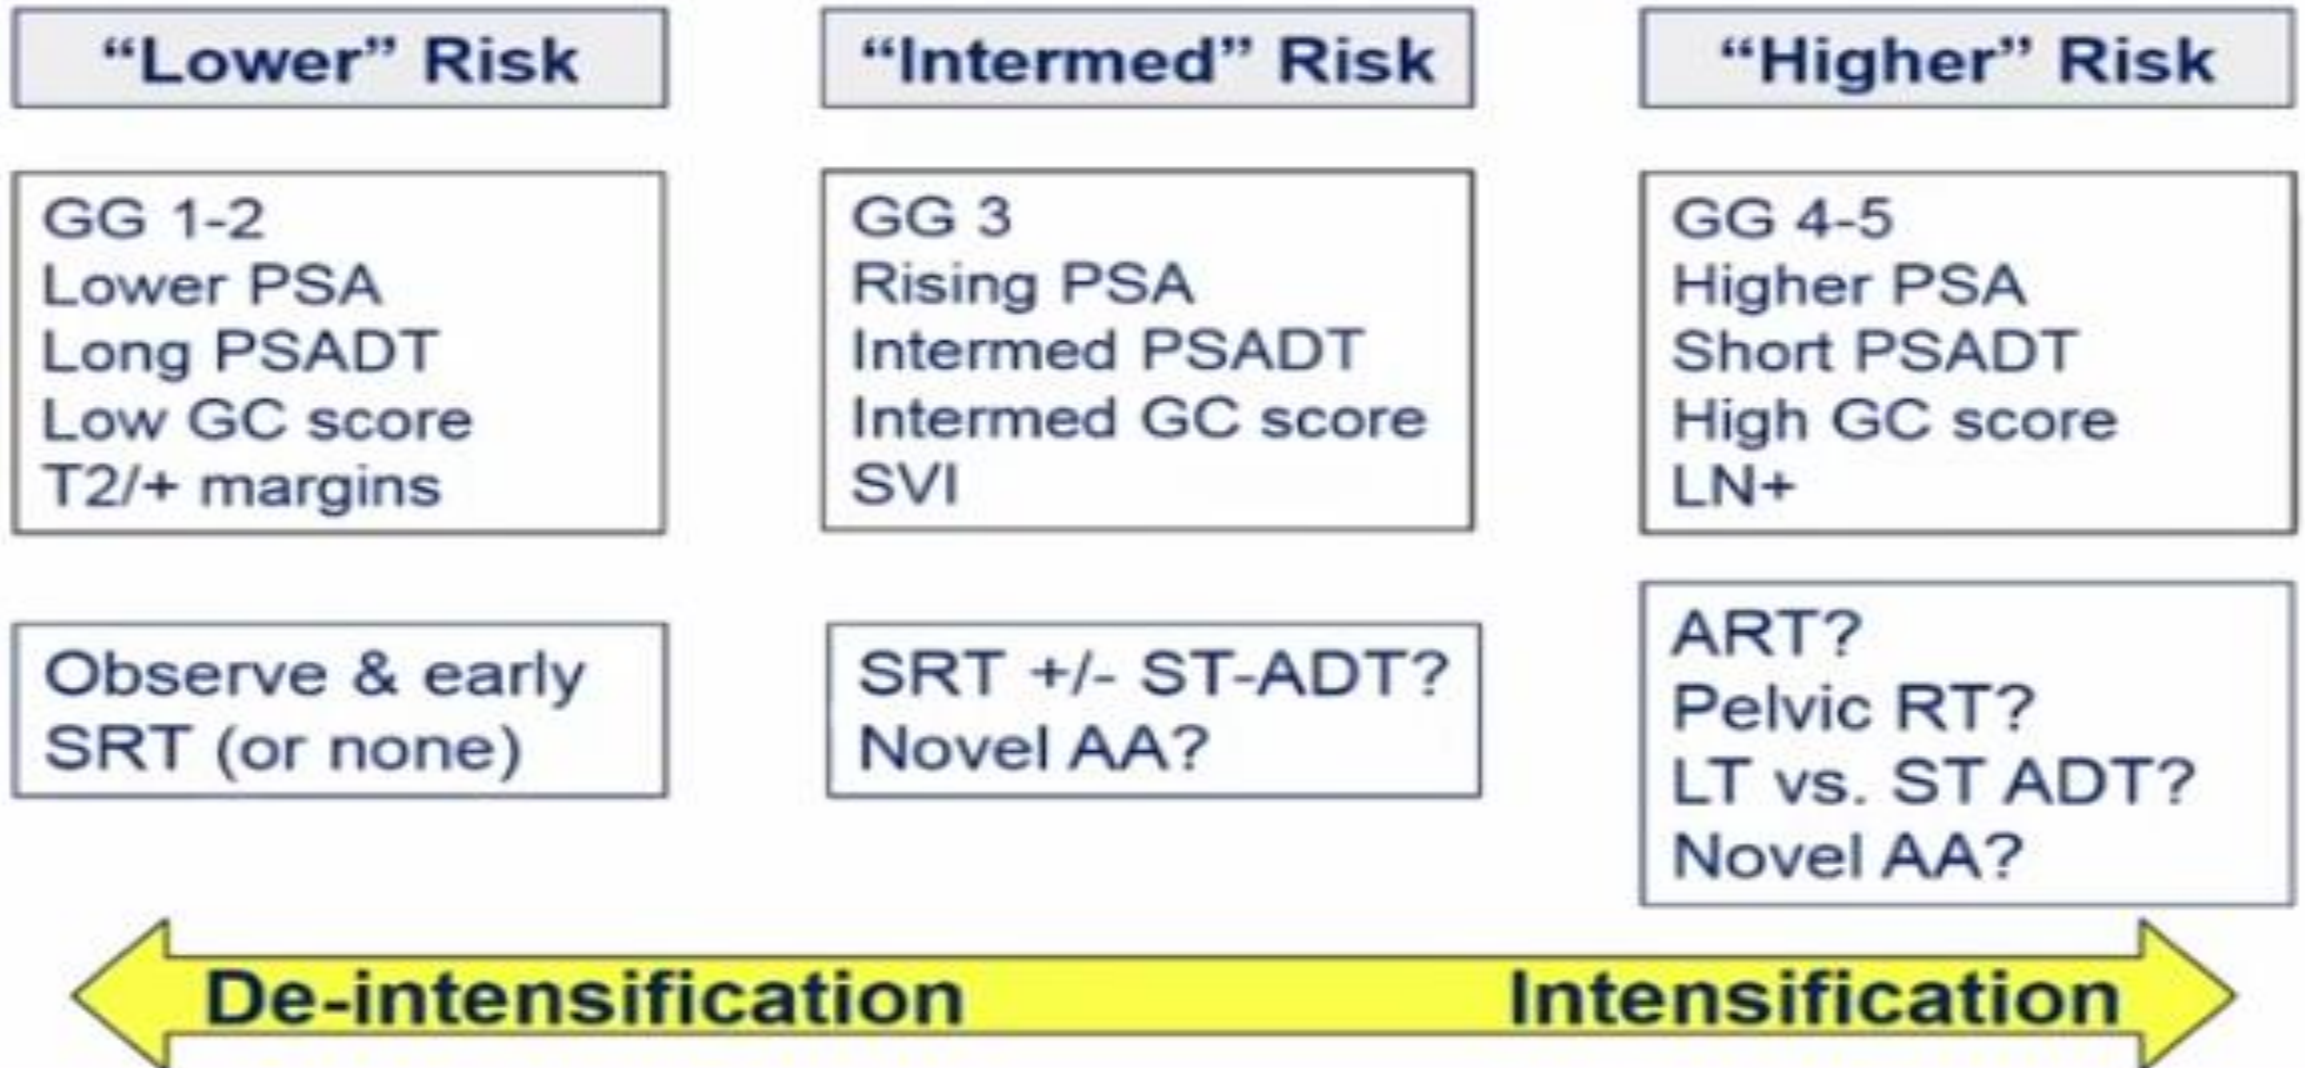 “Lower” Risk
GG 1-2
Lower PSA
Long PSADT
Low GC score
T2/+ margins
Observe & early
SRT (or none)
“Intermed” Risk
GG 3
Rising PSA
Intermed PSADT
Intermed GC score
SVI
SRT +/- ST-ADT?
Novel AA?
“Higher” Risk
GG 4-5
Higher PSA
Short PSADT
High GC score
LN+
ART?
Pelvic RT?
LT vs. ST ADT?
Novel AA?
De-intensification
Intensification